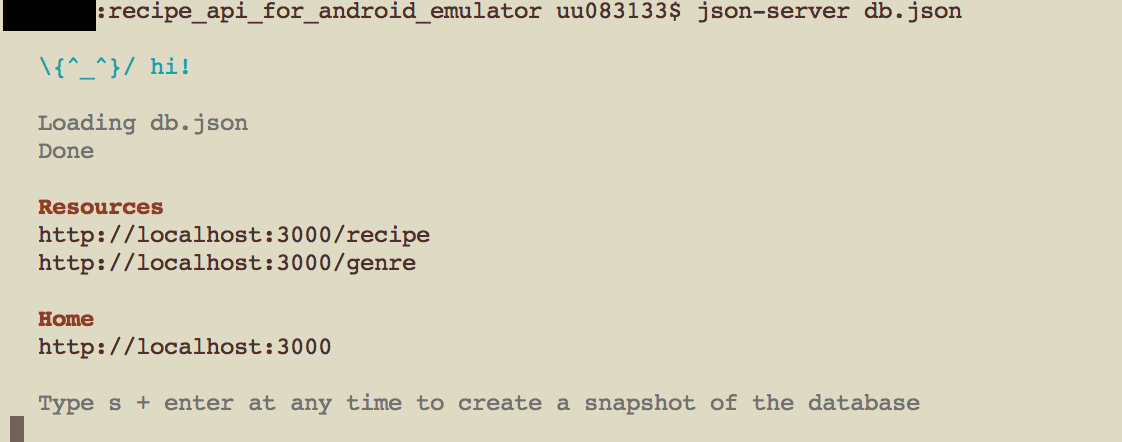 :recipe_api_for_android_emulator uu083133$ json-server db.json
\{^_^}/ hi!
Loading db.json
Done
Resources
http://localhost:3000/recipe
http://localhost:3000/genre
Home
http://localhost:3000
Type s + enter at any time to create a snapshot of the database